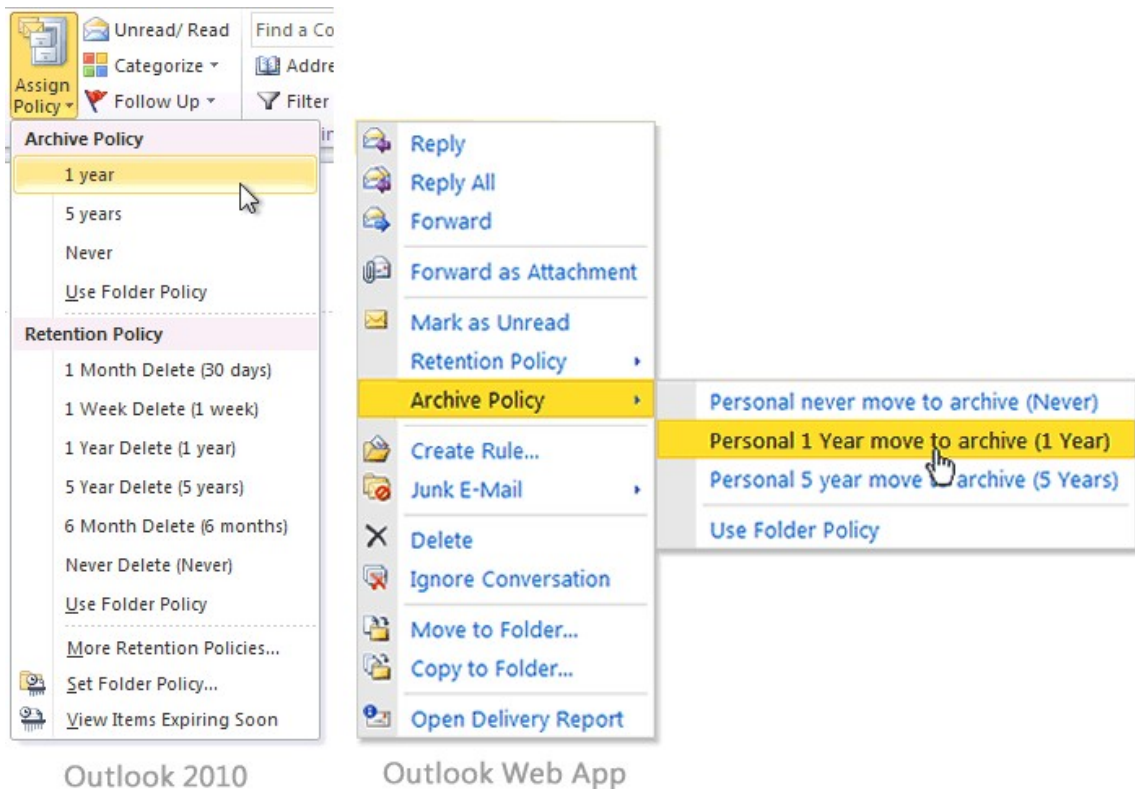 Unread/ Read
Find a Co
Categorize
Addre
Assign
Policy
Follow Up
Filter
Archive Policy
in
1 year
5 years
Never
Use Folder Policy
Retention Policy
1 Month Delete (30 days)
1 Week Delete (1 week)
1 Year Delete (1 year)
5 Year Delete (5 years)
6 Month Delete (6 months)
Never Delete (Never)
Use Folder Policy
More Retention Policies...
Set Folder Policy...
View Items Expiring Soon
Outlook 2010
Reply
Reply All
Forward
Forward as Attachment
Mark as Unread
Retention Policy
Archive Policy
Create Rule...
Junk E-Mail
Delete
Ignore Conversation
Move to Folder...
Copy to Folder...
Open Delivery Report
Personal never move to archive (Never)
Personal 1 Year move to archive (1 Year)
Personal 5 year move to archive (5 Years)
Use Folder Policy
Outlook Web App